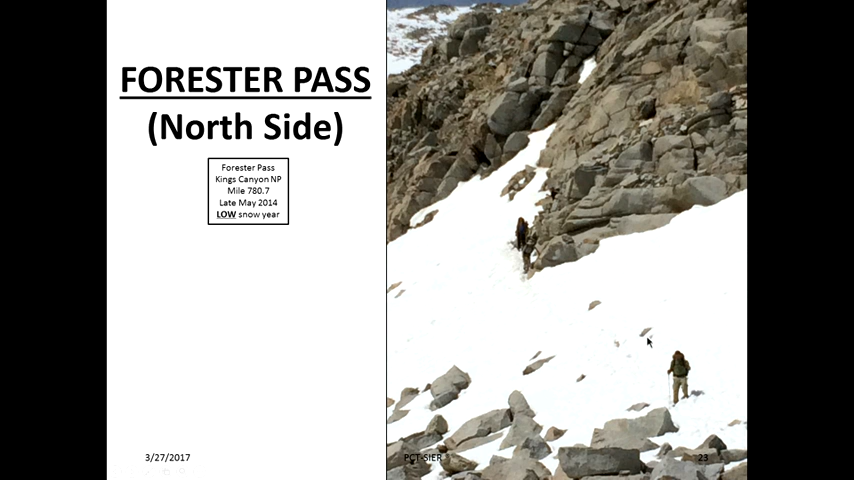 FORESTER PASS
(North Side)
Forester Pass
Kings Canyon NP
Mile 780.7
Late May 2014
LOW snow year
3/27/2017
PCT-SIER
23